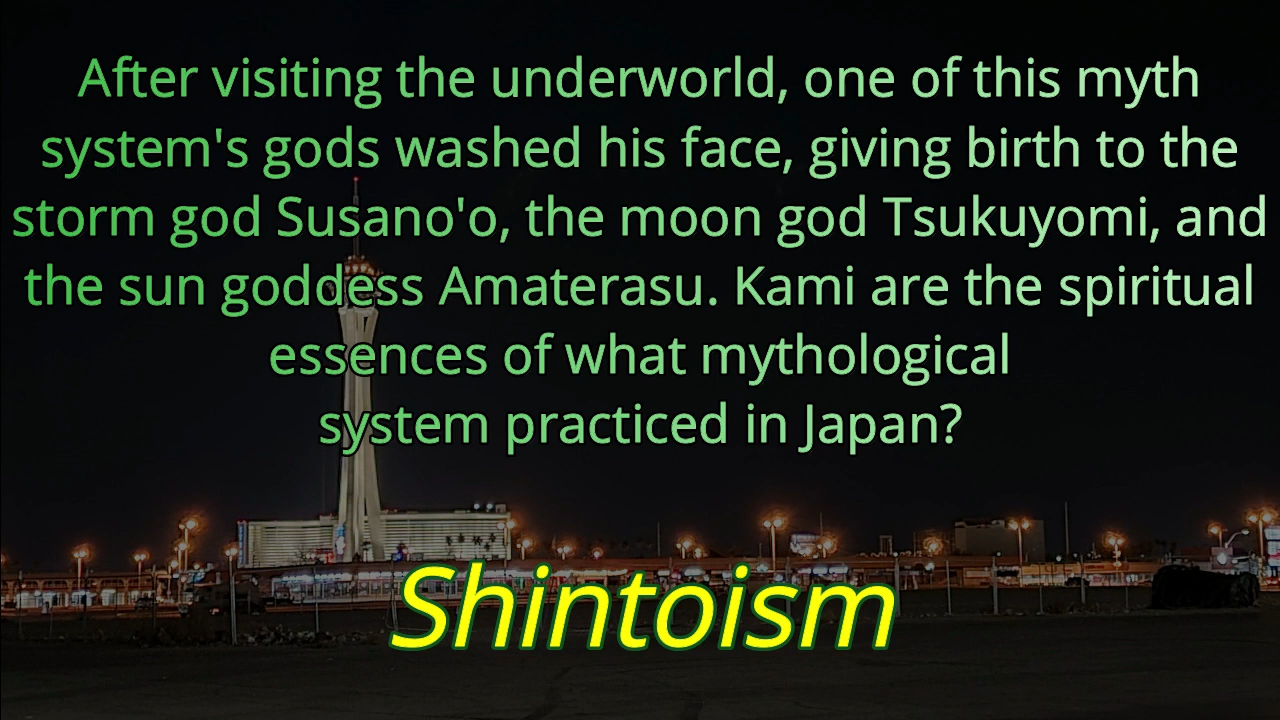 After visiting the underworld, one of this myth
system's gods washed his face, giving birth to the
storm god Susano'o, the moon god Tsukuyomi, and
the sun goddess Amaterasu. Kami are the spiritual
essences of what mythological
system practiced in Japan?
Shintoism